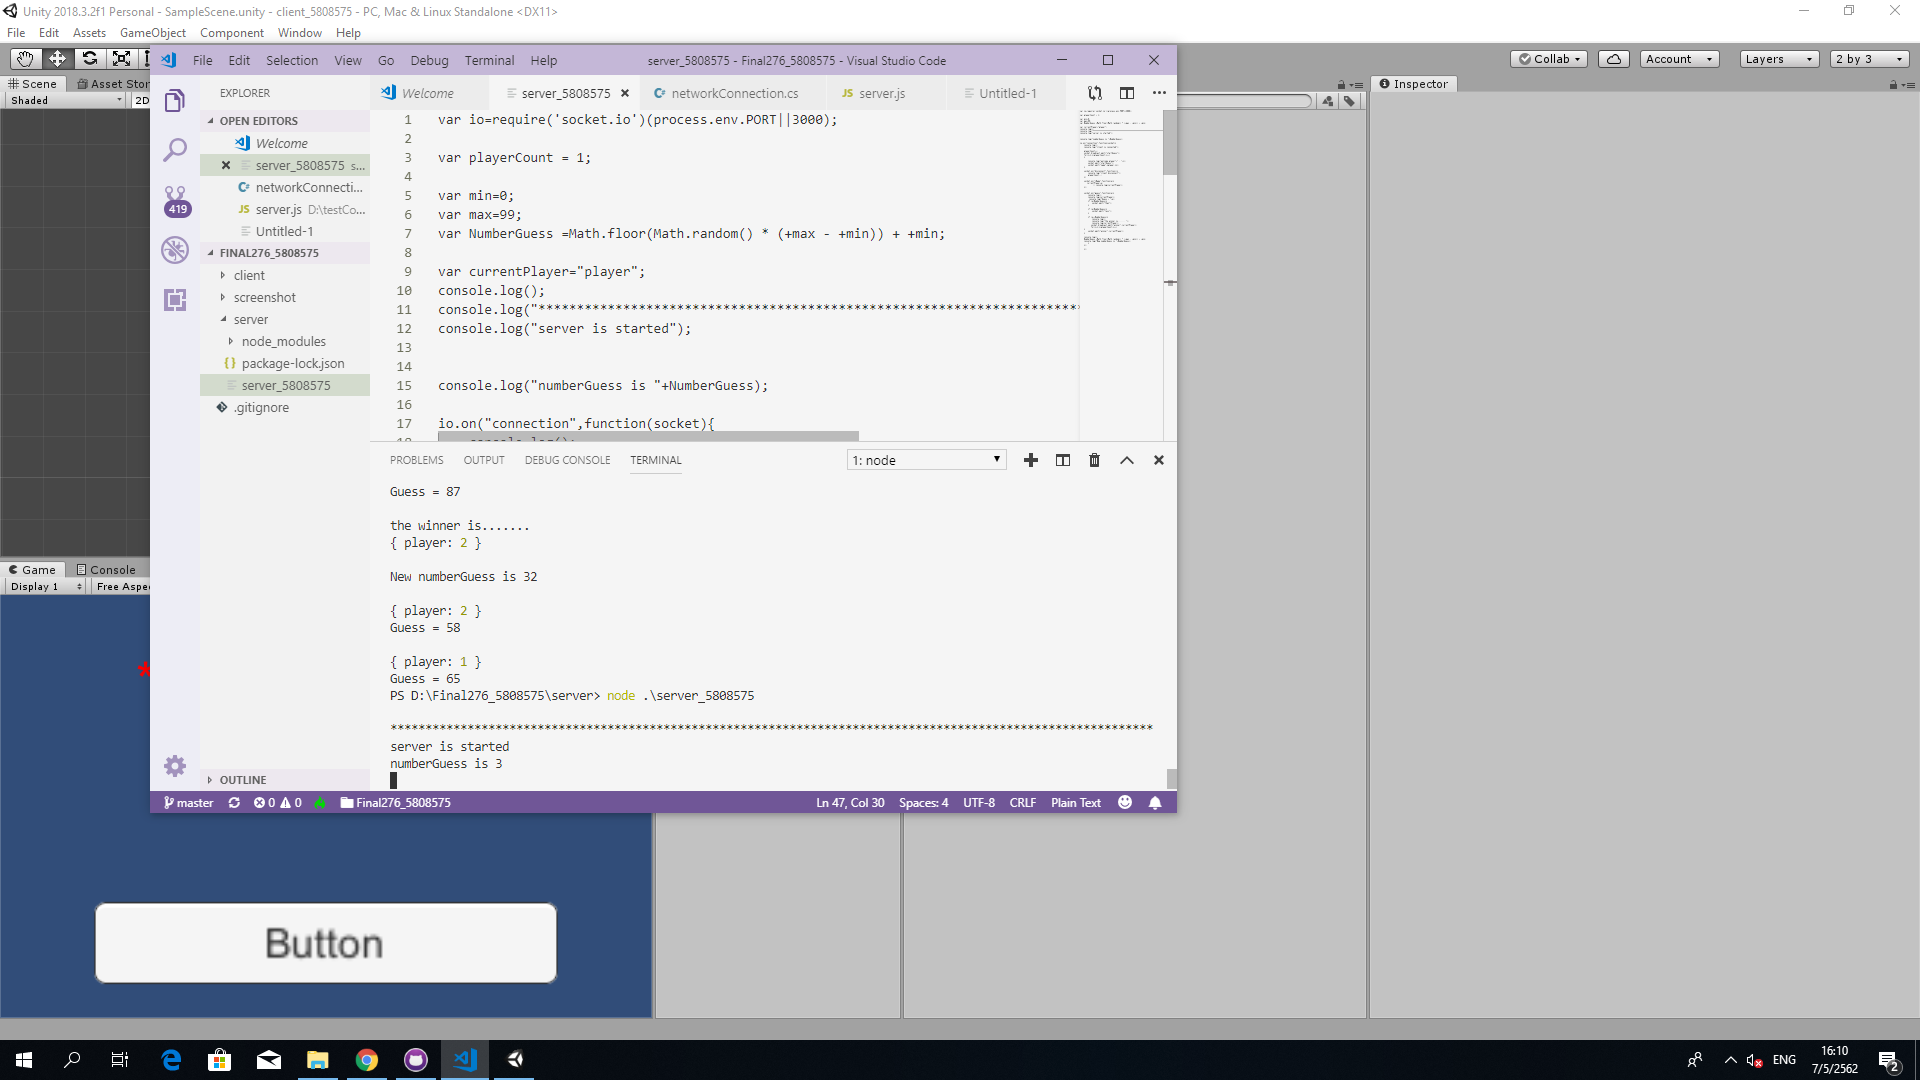 Unity 2018.3.2f1 Personal - SampleScene.unity - client_5808575 - PC, Mac & Linux Standalone <DX11>
File Edit Assets GameObject Component Window Help
Collab Account Layers 2 by 3
Scene Asset Stor
Shaded 2D
Inspector
File Edit Selection View Go Debug Terminal Help server_5808575 - Final276_5808575 - Visual Studio Code
EXPLORER
Welcome server_5808575 networkConnection.cs JS server.js Untitled-1
OPEN EDITORS
Welcome
server_5808575 s...
networkConnecti...
JS server.js D:\testCo...
Untitled-1
419
FINAL276_5808575
client
screenshot
server
node_modules
package-lock.json
server_5808575
.gitignore
OUTLINE
1 var io=require('socket.io')(process.env.PORT||3000);
2
3 var playerCount = 1;
4
5 var min=0;
6 var max=99;
7 var NumberGuess =Math.floor(Math.random() * (+max - +min)) + +min;
8
9 var currentPlayer="player";
10 console.log();
11 console.log("**********************************************************************
12 console.log("server is started");
13
14
15 console.log("numberGuess is "+NumberGuess);
16
17 io.on("connection",function(socket){
18 console.log();
PROBLEMS OUTPUT DEBUG CONSOLE TERMINAL 1: node
Guess = 87
the winner is.......
{ player: 2 }
New numberGuess is 32
{ player: 2 }
Guess = 58
{ player: 1 }
Guess = 65
PS D:\Final276_5808575\server> node .\server_5808575
*************************************************************************************************************
server is started
numberGuess is 3
master 0 0 Final276_5808575 Ln 47, Col 30 Spaces: 4 UTF-8 CRLF Plain Text
Game Console
Display 1 Free Aspe
Button
ENG
16:10
7/5/2562
2